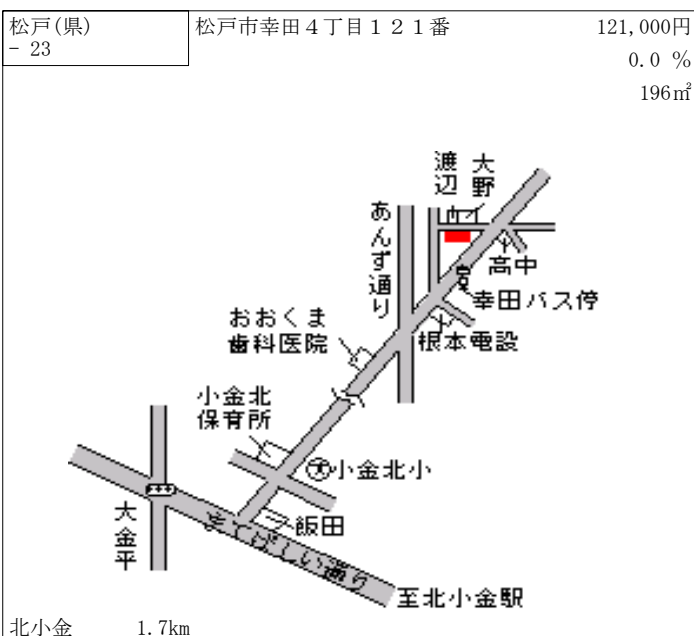 松戸(県)
- 23
松戸市幸田４丁目１２１番
121,000円
0.0 %
196㎡
渡辺
大野
あんず通り
高中
幸田バス停
おおくま
歯科医院
根本電設
小金北
保育所
小金北小
大金平
飯田
まてばしい通り
至北小金駅
北小金 1.7km